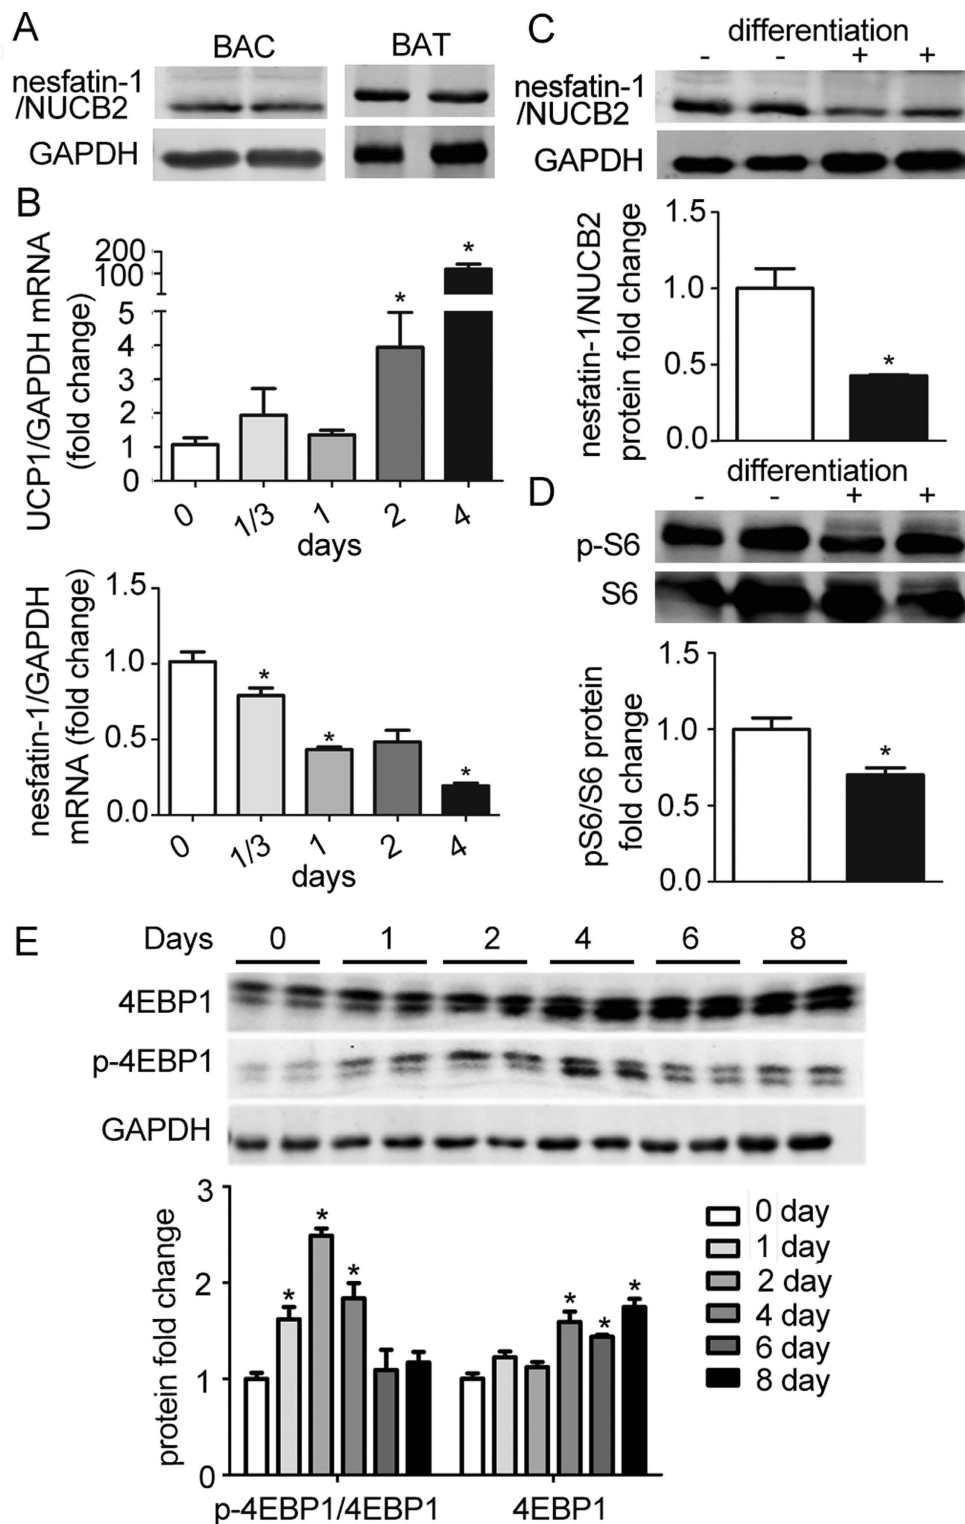 A
BAC
BAT
nesfatin-1
/NUCB2
GAPDH
B
UCP1/GAPDH mRNA
(fold change)
200
100
5
4
3
2
1
0
*
*
0
1/3
1
2
4
days
nesfatin-1/GAPDH
mRNA (fold change)
1.5
1.0
0.5
0.0
*
*
*
0
1/3
1
2
4
days
C
differentiation
- - + +
nesfatin-1
/NUCB2
GAPDH
nesfatin-1/NUCB2
protein fold change
1.5
1.0
0.5
0.0
*
D
differentiation
- - + +
p-S6
S6
pS6/S6 protein
fold change
1.5
1.0
0.5
0.0
*
E
Days 0 1 2 4 6 8
4EBP1
p-4EBP1
GAPDH
protein fold change
3
2
1
0
* * *
* * *
p-4EBP1/4EBP1
4EBP1
0 day
1 day
2 day
4 day
6 day
8 day